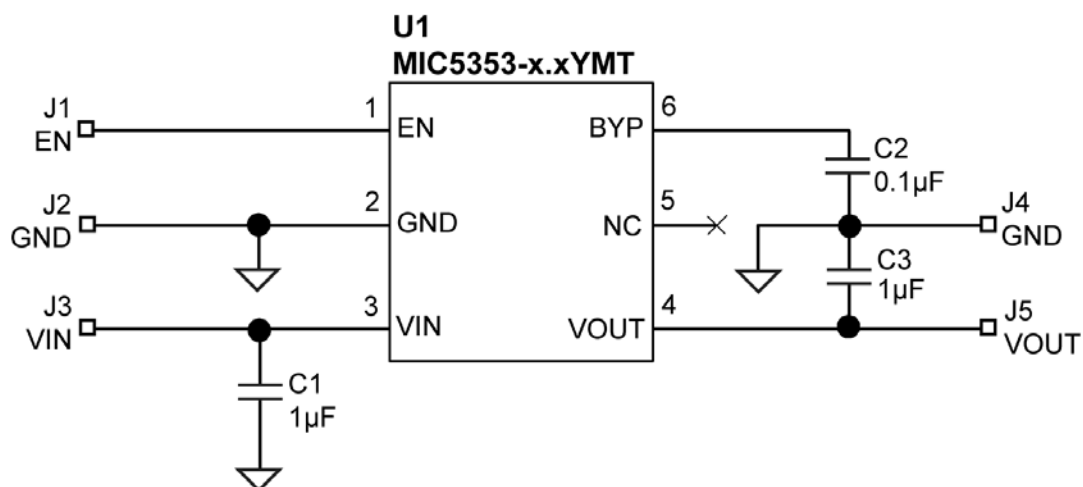 U1
MIC5353-x.xYMT
J1
EN
1
EN
BYP
6
C2
0.1µF
J2
GND
2
GND
NC
5
J4
GND
C3
1µF
J3
VIN
3
VIN
VOUT
4
J5
VOUT
C1
1µF